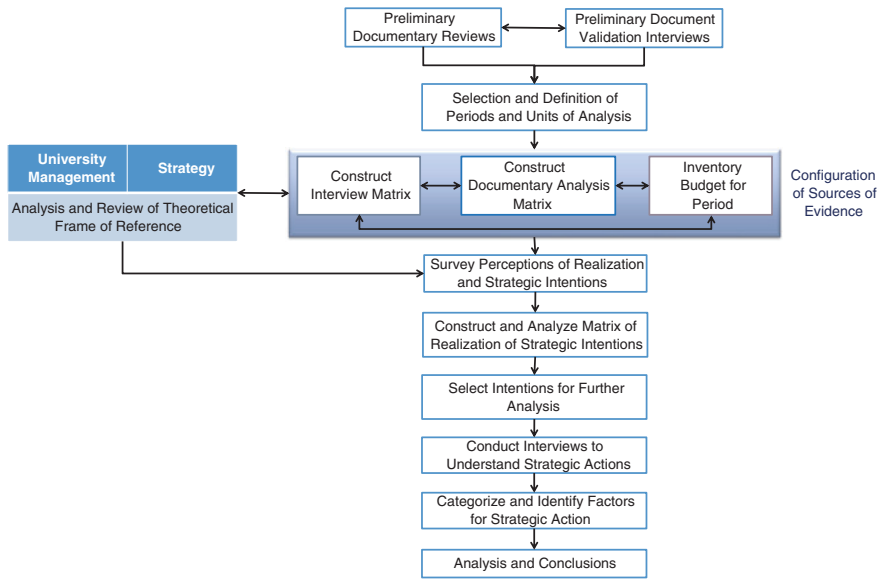 Preliminary
Documentary Reviews
Preliminary Document
Validation Interviews
Selection and Definition of
Periods and Units of Analysis
University
Management
Strategy
Analysis and Review of Theoretical
Frame of Reference
Construct
Interview Matrix
Construct
Documentary Analysis
Matrix
Inventory
Budget for
Period
Configuration
of Sources of
Evidence
Survey Perceptions of Realization
and Strategic Intentions
Construct and Analyze Matrix of
Realization of Strategic Intentions
Select Intentions for Further
Analysis
Conduct Interviews to
Understand Strategic Actions
Categorize and Identify Factors
for Strategic Action
Analysis and Conclusions